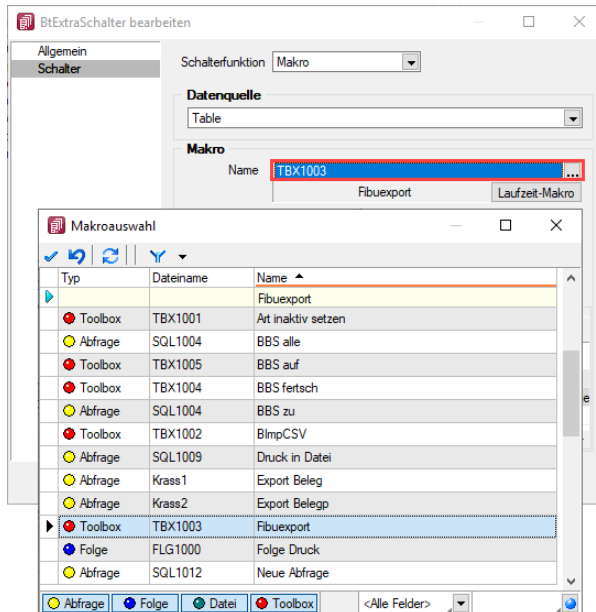 BtExtraSchalter bearbeiten
Allgemein
Schalter
Schalterfunktion Makro
Datenquelle
Table
Makro
Name TBX1003 ...
Fibuexport Laufzeit-Makro
Makroauswahl
Typ Dateiname Name
Fibuexport
Toolbox TBX1001 Art inaktiv setzen
Abfrage SQL1004 BBS alle
Toolbox TBX1005 BBS auf
Toolbox TBX1004 BBS fertsch
Abfrage SQL1004 BBS zu
Toolbox TBX1002 BImpCSV
Abfrage SQL1009 Druck in Datei
Abfrage Krass1 Export Beleg
Abfrage Krass2 Export Belegp
Toolbox TBX1003 Fibuexport
Folge FLG1000 Folge Druck
Abfrage SQL1012 Neue Abfrage
Abfrage Folge Datei Toolbox <Alle Felder>